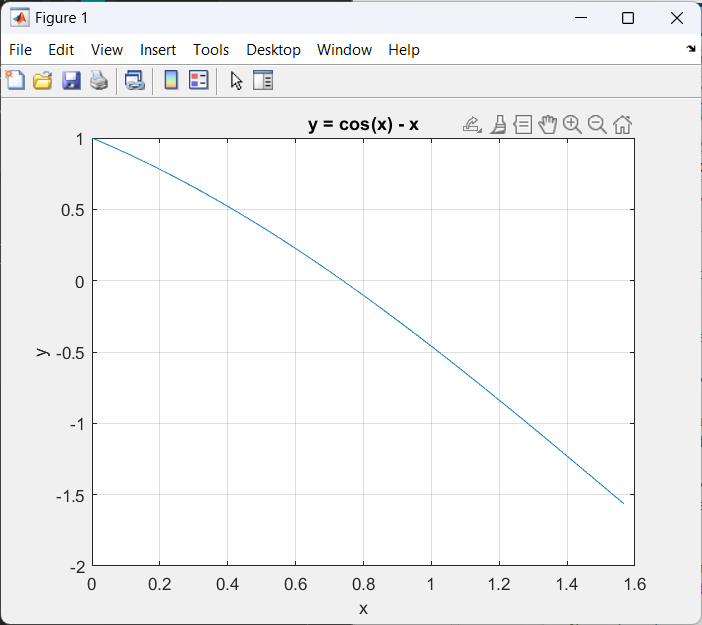 Figure 1
File Edit View Insert Tools Desktop Window Help
y = cos(x) - x
1
0.5
0
-0.5
-1
-1.5
-2
y
0 0.2 0.4 0.6 0.8 1 1.2 1.4 1.6
x